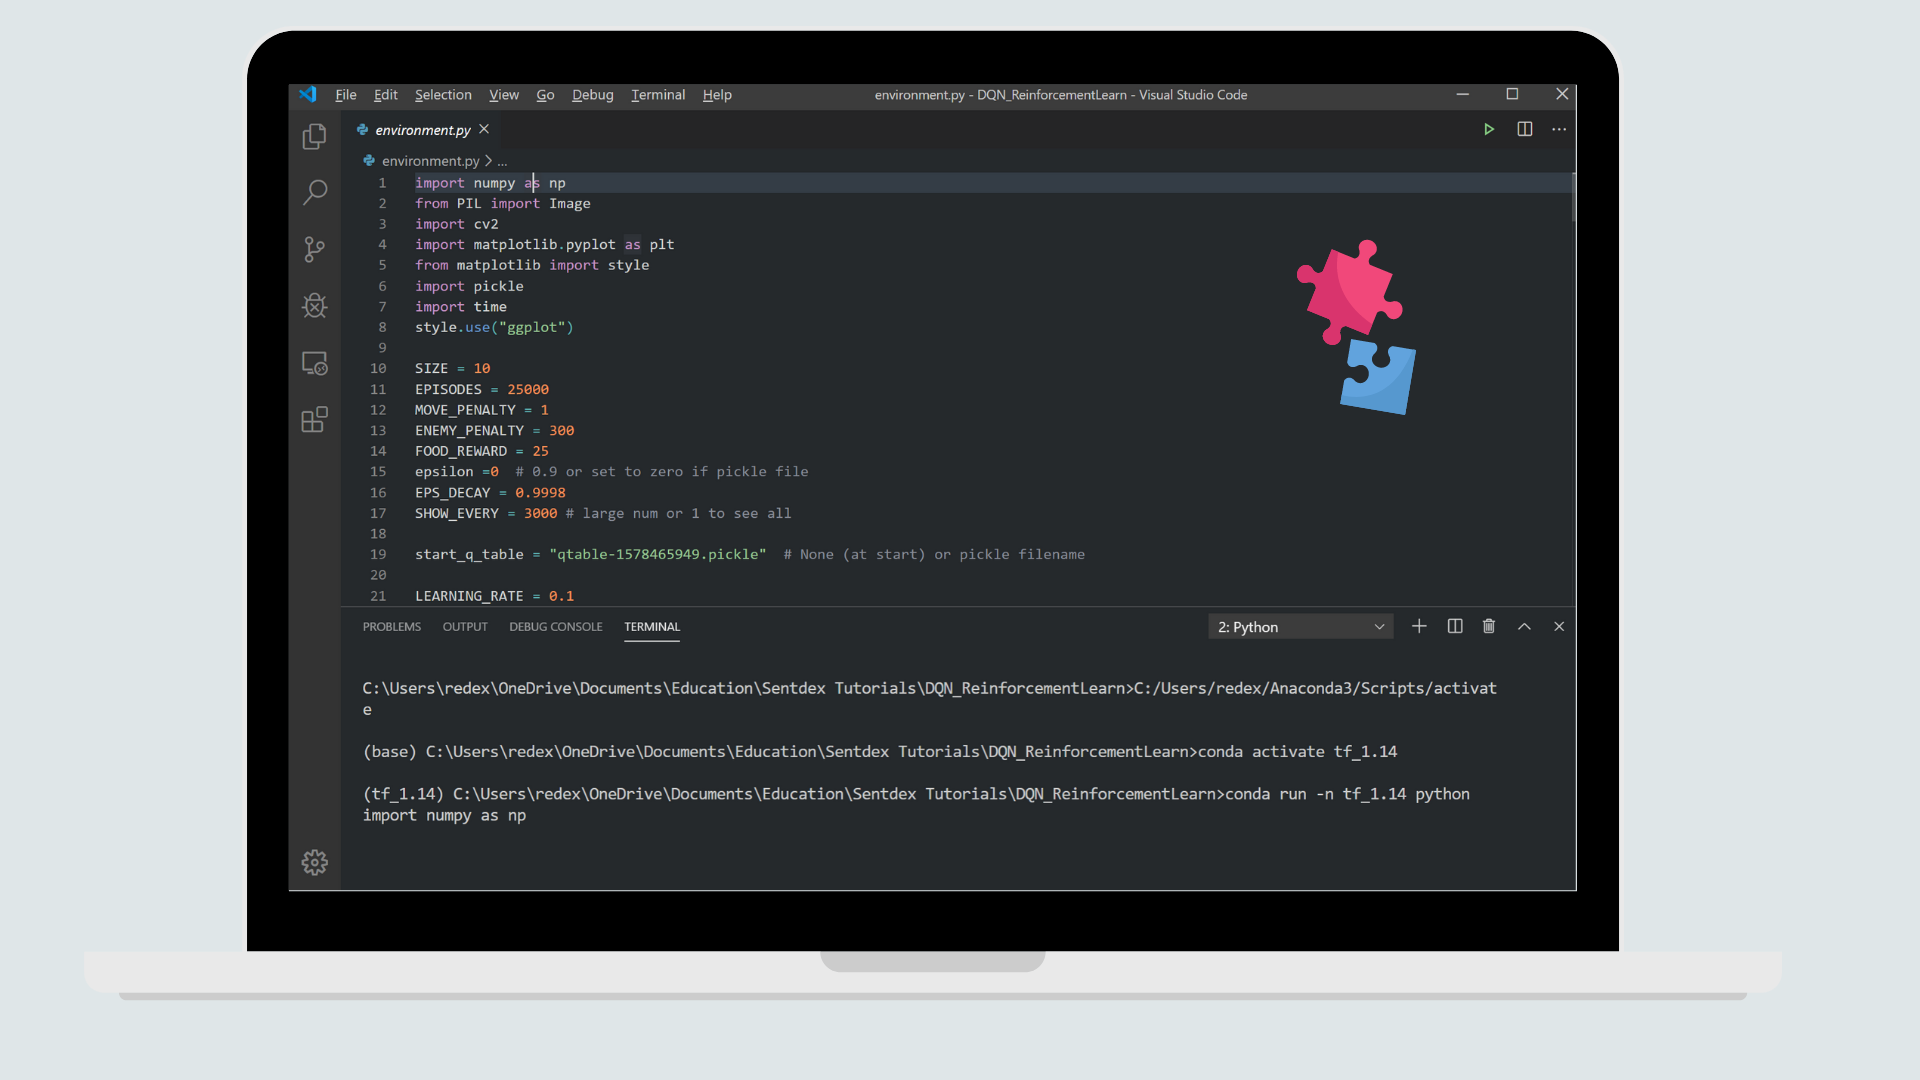 File Edit Selection View Go Debug Terminal Help environment.py - DQN_ReinforcementLearn - Visual Studio Code
environment.py
environment.py > ...
1 import numpy as np
2 from PIL import Image
3 import cv2
4 import matplotlib.pyplot as plt
5 from matplotlib import style
6 import pickle
7 import time
8 style.use("ggplot")
9
10 SIZE = 10
11 EPISODES = 25000
12 MOVE_PENALTY = 1
13 ENEMY_PENALTY = 300
14 FOOD_REWARD = 25
15 epsilon =0  # 0.9 or set to zero if pickle file
16 EPS_DECAY = 0.9998
17 SHOW_EVERY = 3000 # large num or 1 to see all
18
19 start_q_table = "qtable-1578465949.pickle"  # None (at start) or pickle filename
20
21 LEARNING_RATE = 0.1
PROBLEMS OUTPUT DEBUG CONSOLE TERMINAL 2: Python
C:\Users\redex\OneDrive\Documents\Education\Sentdex Tutorials\DQN_ReinforcementLearn>C:/Users/redex/Anaconda3/Scripts/activat
e
(base) C:\Users\redex\OneDrive\Documents\Education\Sentdex Tutorials\DQN_ReinforcementLearn>conda activate tf_1.14
(tf_1.14) C:\Users\redex\OneDrive\Documents\Education\Sentdex Tutorials\DQN_ReinforcementLearn>conda run -n tf_1.14 python
import numpy as np